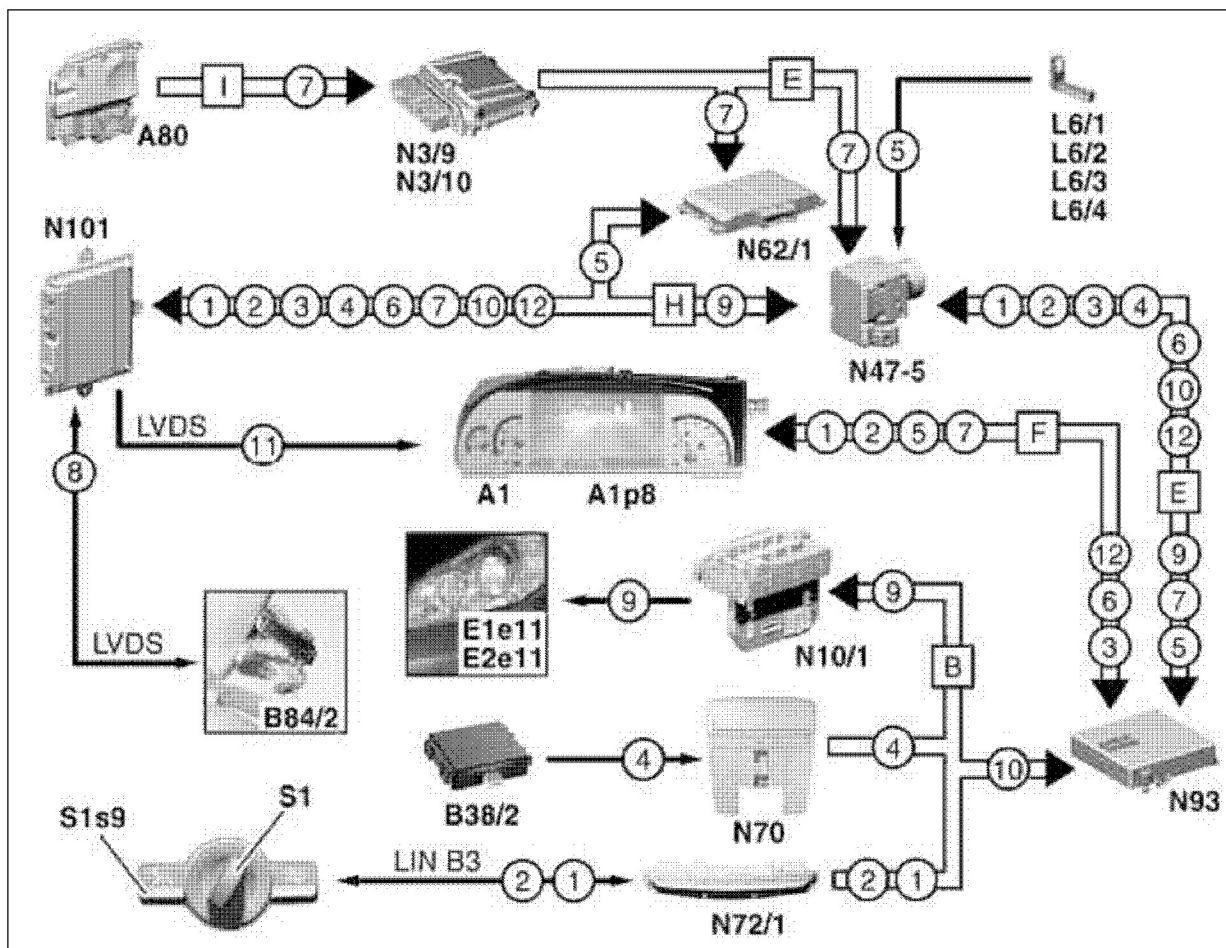 A80
I
7
N3/9
N3/10
E
7
7
5
L6/1
L6/2
L6/3
L6/4
N101
N62/1
5
1 2 3 4 6 7 10 12
H
9
N47-5
1 2 3 4
6
10
12
E
9
7
5
LVDS
11
8
A1
A1p8
1 2 5 7
F
12
6
3
LVDS
B84/2
E1e11
E2e11
9
N10/1
9
B
B38/2
4
N70
4
10
N93
S1s9
S1
LIN B3
2 1
N72/1
2 1